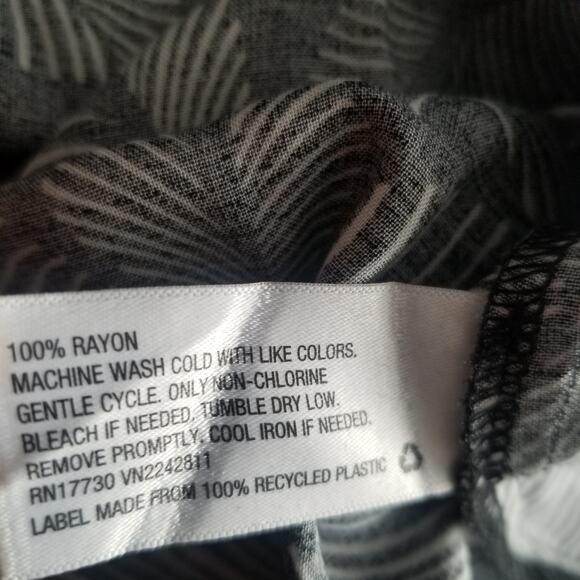 100% RAYON
MACHINE WASH COLD WITH LIKE COLORS.
GENTLE CYCLE. ONLY NON-CHLORINE
BLEACH IF NEEDED. TUMBLE DRY LOW.
REMOVE PROMPTLY. COOL IRON IF NEEDED.
RN17730 VN2242811
LABEL MADE FROM 100% RECYCLED PLASTIC